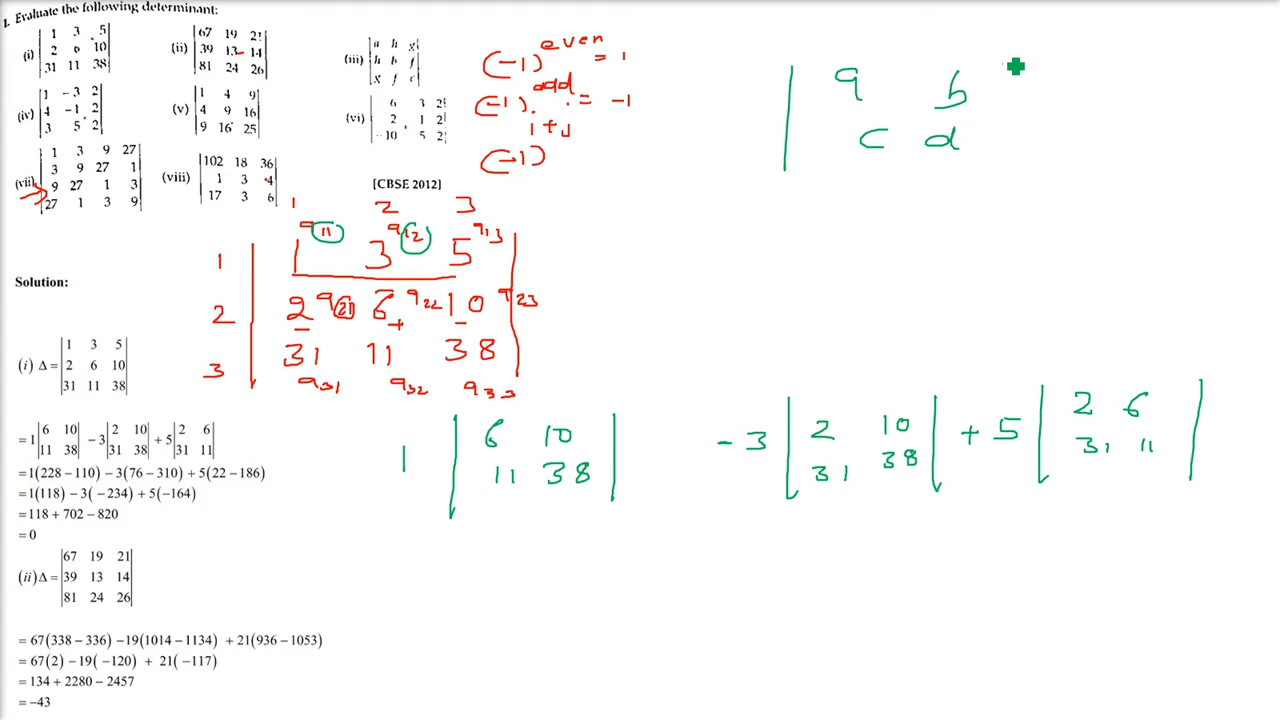 1. Evaluate the following determinant:
(i) | 1 3 5 |
| 2 6 10 |
| 31 11 38 |
(ii) | 67 19 21 |
| 39 13 14 |
| 81 24 26 |
(iii) | a h g |
| h b f |
| g f c |
(iv) | 1 -3 2 |
| 4 -1 2 |
| 3 5 2 |
(v) | 1 4 9 |
| 4 9 16 |
| 9 16 25 |
(vi) | 6 3 2 |
| 2 1 2 |
| -10 5 2 |
(vii) | 1 3 9 27 |
| 3 9 27 1 |
| 9 27 1 3 |
| 27 1 3 9 |
(viii) | 102 18 36 |
| 1 3 4 |
| 17 3 6 |
[CBSE 2012]
(-1)^even = 1
(-1)^odd = -1
(-1)^i+j
| a b
c d
1 2 3
a11 a12 a13
1 | 1 3 5 |
2 | 2 a21 6 a22 10 a23 |
3 | 31 11 38 |
a31 a32 a33
1 | 6 10 | - 3 | 2 10 | + 5 | 2 6 |
| 11 38 | | 31 38 | | 31 11 |
Solution:
(i) Δ = | 1 3 5 |
| 2 6 10 |
| 31 11 38 |
= 1 | 6 10 | - 3 | 2 10 | + 5 | 2 6 |
| 11 38 | | 31 38 | | 31 11 |
= 1(228 - 110) - 3(76 - 310) + 5(22 - 186)
= 1(118) - 3(-234) + 5(-164)
= 118 + 702 - 820
= 0
(ii) Δ = | 67 19 21 |
| 39 13 14 |
| 81 24 26 |
= 67(338 - 336) - 19(1014 - 1134) + 21(936 - 1053)
= 67(2) - 19(-120) + 21(-117)
= 134 + 2280 - 2457
= -43